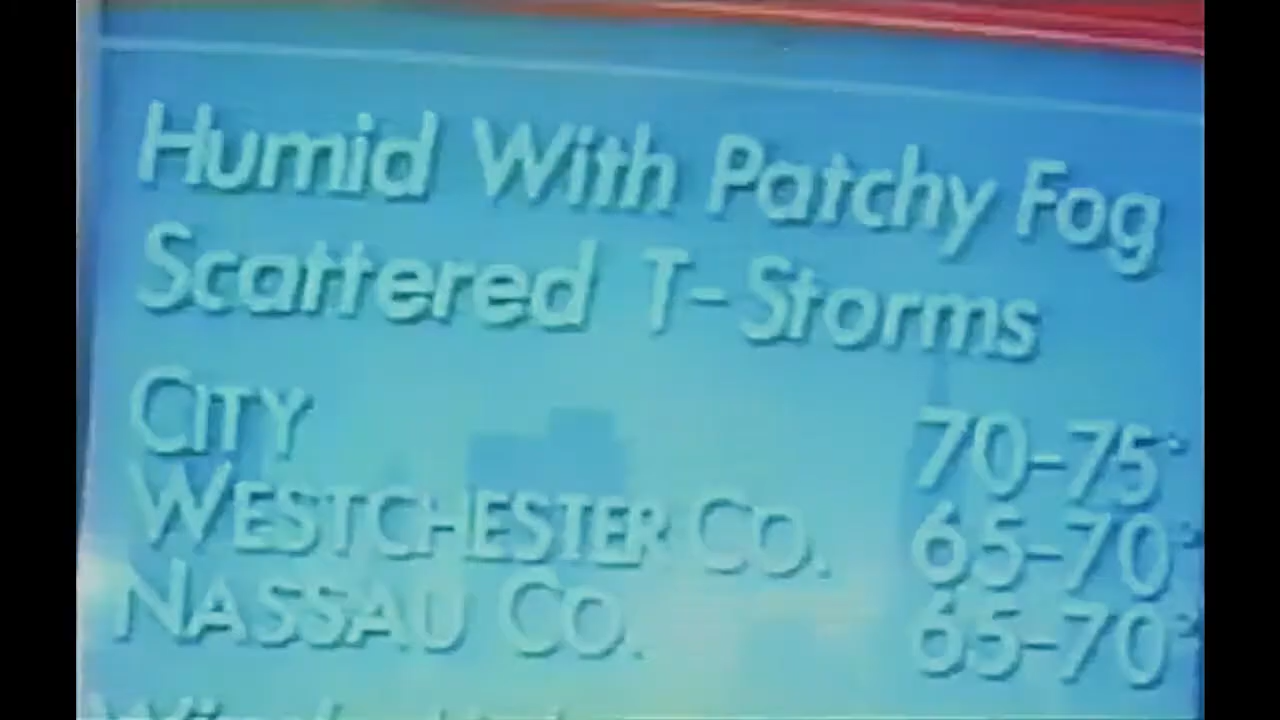 Humid With Patchy Fog
Scattered T-Storms
CITY 70-75°
WESTCHESTER CO. 65-70°
NASSAU CO. 65-70°